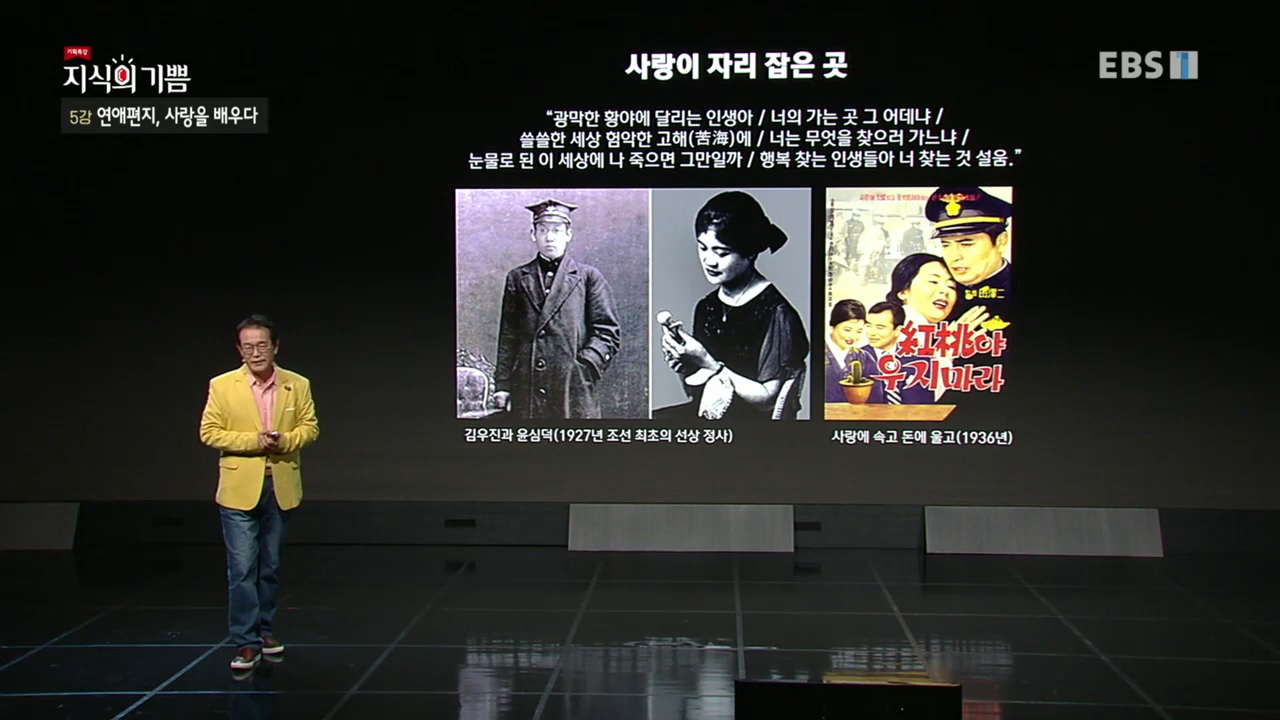 기획특강
지식의 기쁨
5강 연애편지, 사랑을 배우다
EBS 1
사랑이 자리 잡은 곳
“광막한 황야에 달리는 인생아 / 너의 가는 곳 그 어데냐 /
쓸쓸한 세상 험악한 고해(苦海)에 / 너는 무엇을 찾으러 가느냐 /
눈물로 된 이 세상에 나 죽으면 그만일까 / 행복 찾는 인생들아 너 찾는 것 설움.”
紅桃야
우지마라
김우진과 윤심덕(1927년 조선 최초의 선상 정사)
사랑에 속고 돈에 울고(1936년)